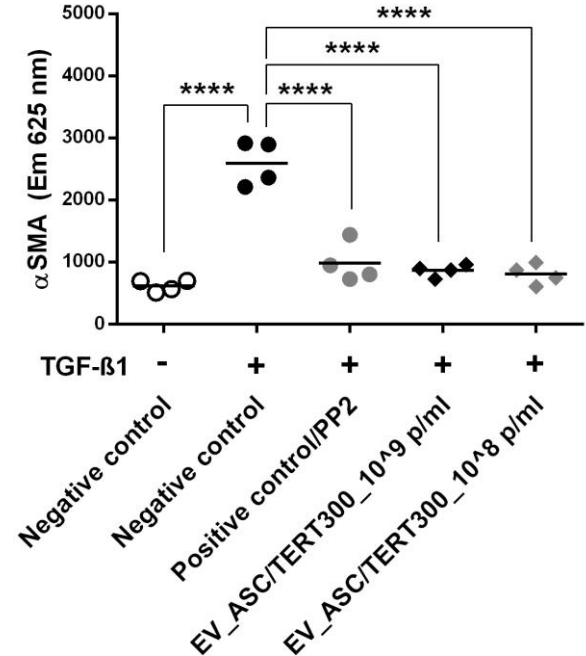 5000
4000
3000
2000
1000
0
αSMA (Em 625 nm)
****
****
****
****
TGF-ß1 - + + + +
Negative control
Negative control
Positive control/PP2
EV_ASC/TERT300_10^9 p/ml
EV_ASC/TERT300_10^8 p/ml